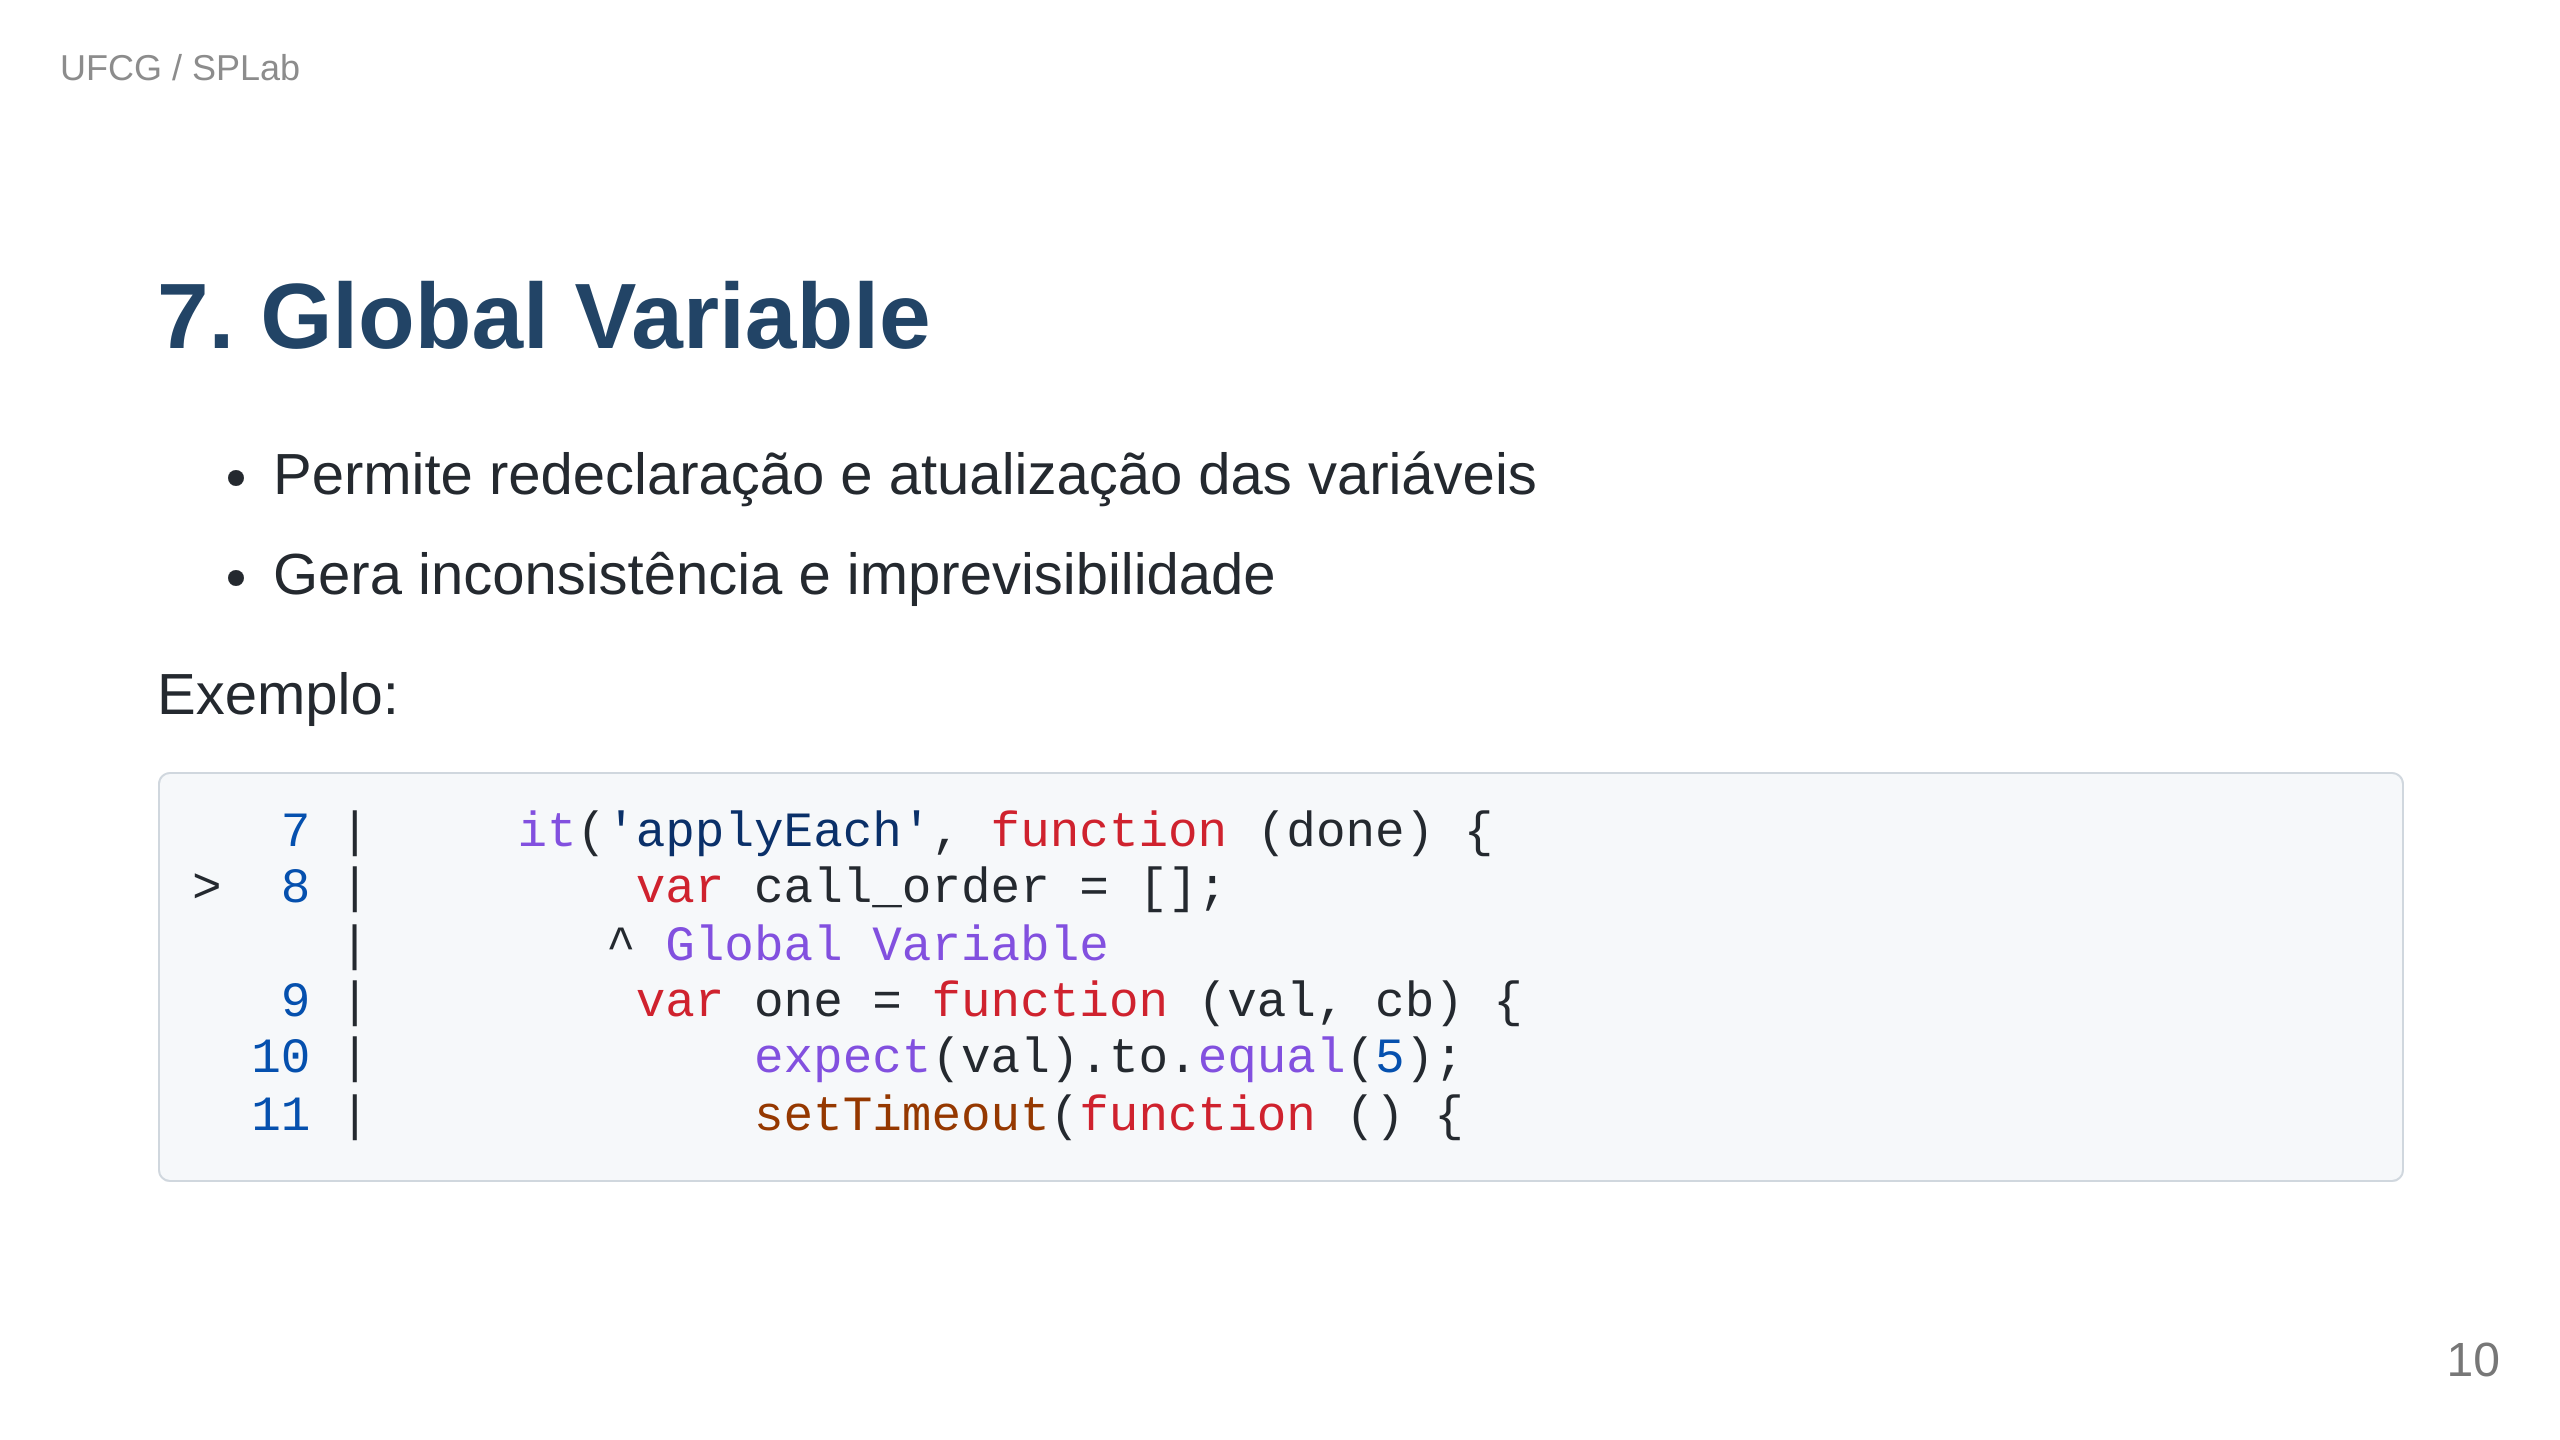 UFCG / SPLab
7. Global Variable
• Permite redeclaração e atualização das variáveis
• Gera inconsistência e imprevisibilidade
Exemplo:
   7 |     it('applyEach', function (done) {
>  8 |         var call_order = [];
     |        ^ Global Variable
   9 |         var one = function (val, cb) {
  10 |             expect(val).to.equal(5);
  11 |             setTimeout(function () {
10